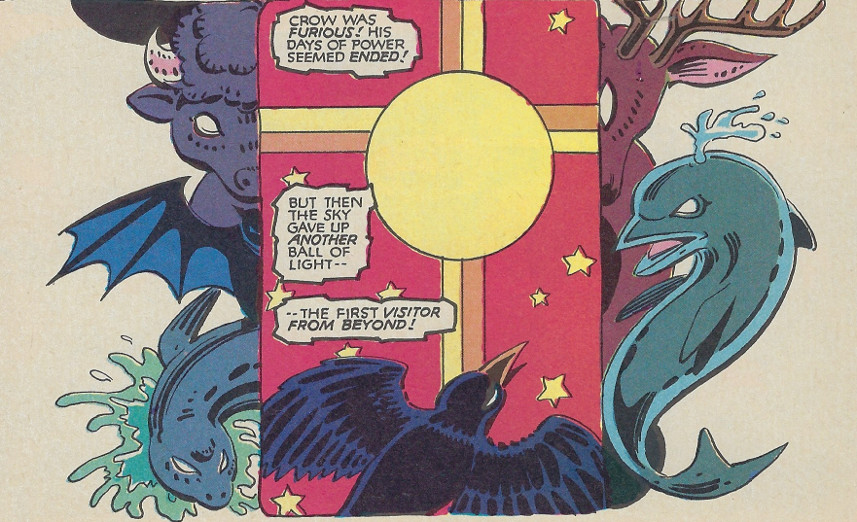 CROW WAS
FURIOUS! HIS
DAYS OF POWER
SEEMED ENDED!
BUT THEN
THE SKY
GAVE UP
ANOTHER
BALL OF
LIGHT--
--THE FIRST VISITOR
FROM BEYOND!